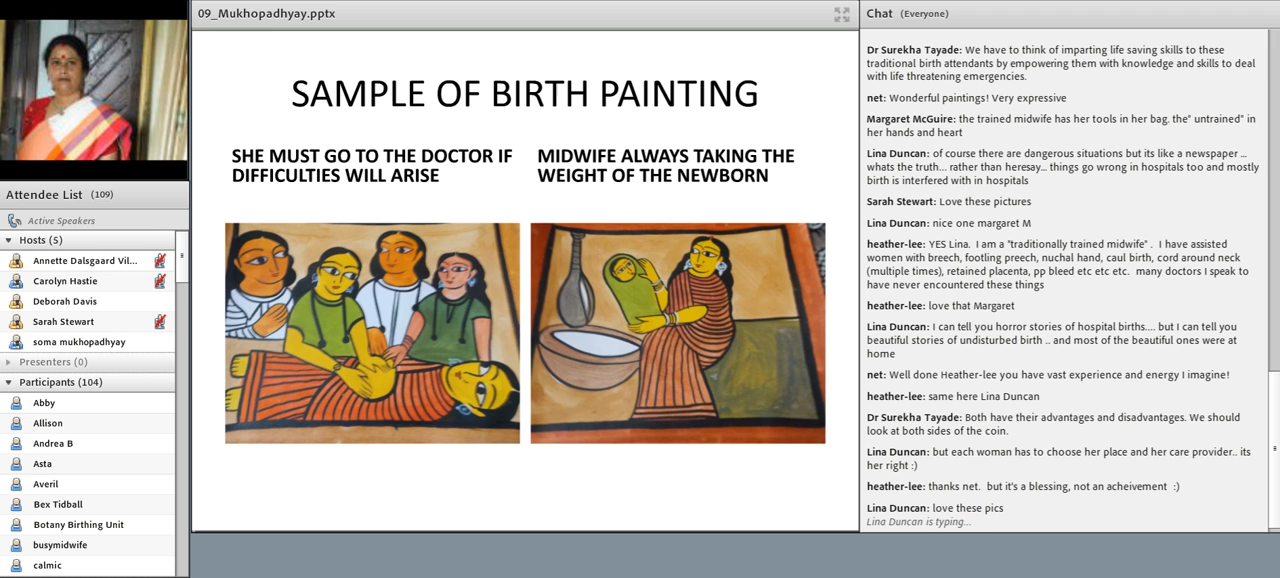 09_Mukhopadhyay.pptx
SAMPLE OF BIRTH PAINTING
SHE MUST GO TO THE DOCTOR IF
DIFFICULTIES WILL ARISE
MIDWIFE ALWAYS TAKING THE
WEIGHT OF THE NEWBORN
Attendee List (109)
Active Speakers
Hosts (5)
Annette Dalsgaard Vil...
Carolyn Hastie
Deborah Davis
Sarah Stewart
soma mukhopadhyay
Presenters (0)
Participants (104)
Abby
Allison
Andrea B
Asta
Averil
Bex Tidball
Botany Birthing Unit
busymidwife
calmic
Chat (Everyone)
Dr Surekha Tayade: We have to think of imparting life saving skills to these
traditional birth attendants by empowering them with knowledge and skills to deal
with life threatening emergencies.
net: Wonderful paintings! Very expressive
Margaret McGuire: the trained midwife has her tools in her bag. the" untrained" in
her hands and heart
Lina Duncan: of course there are dangerous situations but its like a newspaper ...
whats the truth... rather than heresay... things go wrong in hospitals too and mostly
birth is interfered with in hospitals
Sarah Stewart: Love these pictures
Lina Duncan: nice one margaret M
heather-lee: YES Lina. I am a "traditionally trained midwife" . I have assisted
women with breech, footling preech, nuchal hand, caul birth, cord around neck
(multiple times), retained placenta, pp bleed etc etc etc. many doctors I speak to
have never encountered these things
heather-lee: love that Margaret
Lina Duncan: I can tell you horror stories of hospital births.... but I can tell you
beautiful stories of undisturbed birth .. and most of the beautiful ones were at
home
net: Well done Heather-lee you have vast experience and energy I imagine!
heather-lee: same here Lina Duncan
Dr Surekha Tayade: Both have their advantages and disadvantages. We should
look at both sides of the coin.
Lina Duncan: but each woman has to choose her place and her care provider.. its
her right :)
heather-lee: thanks net. but it's a blessing, not an acheivement :)
Lina Duncan: love these pics
Lina Duncan is typing...